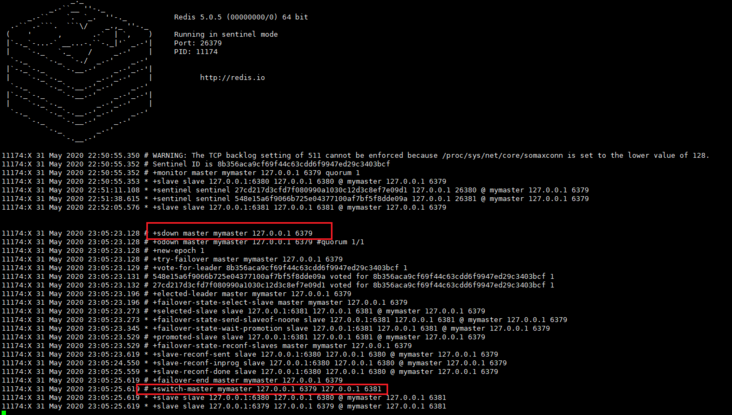 Redis 5.0.5 (00000000/0) 64 bit
Running in sentinel mode
Port: 26379
PID: 11174
http://redis.io
11174:X 31 May 2020 22:50:55.350 # WARNING: The TCP backlog setting of 511 cannot be enforced because /proc/sys/net/core/somaxconn is set to the lower value of 128.
11174:X 31 May 2020 22:50:55.352 # Sentinel ID is 8b356aca9cf69f44c63cdd6f9947ed29c3403bcf
11174:X 31 May 2020 22:50:55.352 # +monitor master mymaster 127.0.0.1 6379 quorum 1
11174:X 31 May 2020 22:50:55.353 * +slave slave 127.0.0.1:6380 127.0.0.1 6380 @ mymaster 127.0.0.1 6379
11174:X 31 May 2020 22:51:11.108 * +sentinel sentinel 27cd217d3cfd7f080990a1030c12d3c8ef7e09d1 127.0.0.1 26380 @ mymaster 127.0.0.1 6379
11174:X 31 May 2020 22:51:38.615 * +sentinel sentinel 548e15a6f9066b725e04377100af7bf5f8dde09a 127.0.0.1 26381 @ mymaster 127.0.0.1 6379
11174:X 31 May 2020 22:52:05.576 * +slave slave 127.0.0.1:6381 127.0.0.1 6381 @ mymaster 127.0.0.1 6379
11174:X 31 May 2020 23:05:23.128 # +sdown master mymaster 127.0.0.1 6379
11174:X 31 May 2020 23:05:23.128 # +odown master mymaster 127.0.0.1 6379 #quorum 1/1
11174:X 31 May 2020 23:05:23.128 # +new-epoch 1
11174:X 31 May 2020 23:05:23.128 # +try-failover master mymaster 127.0.0.1 6379
11174:X 31 May 2020 23:05:23.129 # +vote-for-leader 8b356aca9cf69f44c63cdd6f9947ed29c3403bcf 1
11174:X 31 May 2020 23:05:23.131 # 548e15a6f9066b725e04377100af7bf5f8dde09a voted for 8b356aca9cf69f44c63cdd6f9947ed29c3403bcf 1
11174:X 31 May 2020 23:05:23.132 # 27cd217d3cfd7f080990a1030c12d3c8ef7e09d1 voted for 8b356aca9cf69f44c63cdd6f9947ed29c3403bcf 1
11174:X 31 May 2020 23:05:23.196 # +elected-leader master mymaster 127.0.0.1 6379
11174:X 31 May 2020 23:05:23.196 # +failover-state-select-slave master mymaster 127.0.0.1 6379
11174:X 31 May 2020 23:05:23.273 # +selected-slave slave 127.0.0.1:6381 127.0.0.1 6381 @ mymaster 127.0.0.1 6379
11174:X 31 May 2020 23:05:23.273 * +failover-state-send-slaveof-noone slave 127.0.0.1:6381 127.0.0.1 6381 @ mymaster 127.0.0.1 6379
11174:X 31 May 2020 23:05:23.345 * +failover-state-wait-promotion slave 127.0.0.1:6381 127.0.0.1 6381 @ mymaster 127.0.0.1 6379
11174:X 31 May 2020 23:05:23.529 # +promoted-slave slave 127.0.0.1:6381 127.0.0.1 6381 @ mymaster 127.0.0.1 6379
11174:X 31 May 2020 23:05:23.529 # +failover-state-reconf-slaves master mymaster 127.0.0.1 6379
11174:X 31 May 2020 23:05:23.619 * +slave-reconf-sent slave 127.0.0.1:6380 127.0.0.1 6380 @ mymaster 127.0.0.1 6379
11174:X 31 May 2020 23:05:24.550 * +slave-reconf-inprog slave 127.0.0.1:6380 127.0.0.1 6380 @ mymaster 127.0.0.1 6379
11174:X 31 May 2020 23:05:25.559 * +slave-reconf-done slave 127.0.0.1:6380 127.0.0.1 6380 @ mymaster 127.0.0.1 6379
11174:X 31 May 2020 23:05:25.619 # +failover-end master mymaster 127.0.0.1 6379
11174:X 31 May 2020 23:05:25.619 # +switch-master mymaster 127.0.0.1 6379 127.0.0.1 6381
11174:X 31 May 2020 23:05:25.619 * +slave slave 127.0.0.1:6380 127.0.0.1 6380 @ mymaster 127.0.0.1 6381
11174:X 31 May 2020 23:05:25.619 * +slave slave 127.0.0.1:6379 127.0.0.1 6379 @ mymaster 127.0.0.1 6381